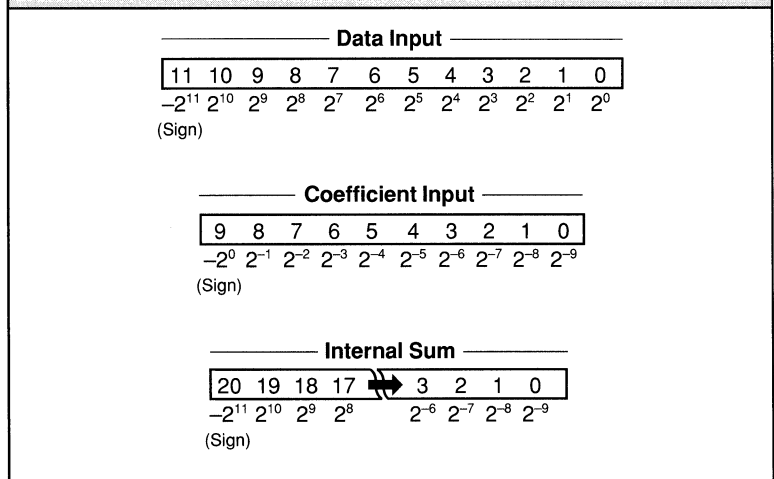 Data Input
11 10 9 8 7 6 5 4 3 2 1 0
–2¹¹ 2¹⁰ 2⁹ 2⁸ 2⁷ 2⁶ 2⁵ 2⁴ 2³ 2² 2¹ 2⁰
(Sign)
Coefficient Input
9 8 7 6 5 4 3 2 1 0
–2⁰ 2⁻¹ 2⁻² 2⁻³ 2⁻⁴ 2⁻⁵ 2⁻⁶ 2⁻⁷ 2⁻⁸ 2⁻⁹
(Sign)
Internal Sum
20 19 18 17 3 2 1 0
–2¹¹ 2¹⁰ 2⁹ 2⁸ 2⁻⁶ 2⁻⁷ 2⁻⁸ 2⁻⁹
(Sign)